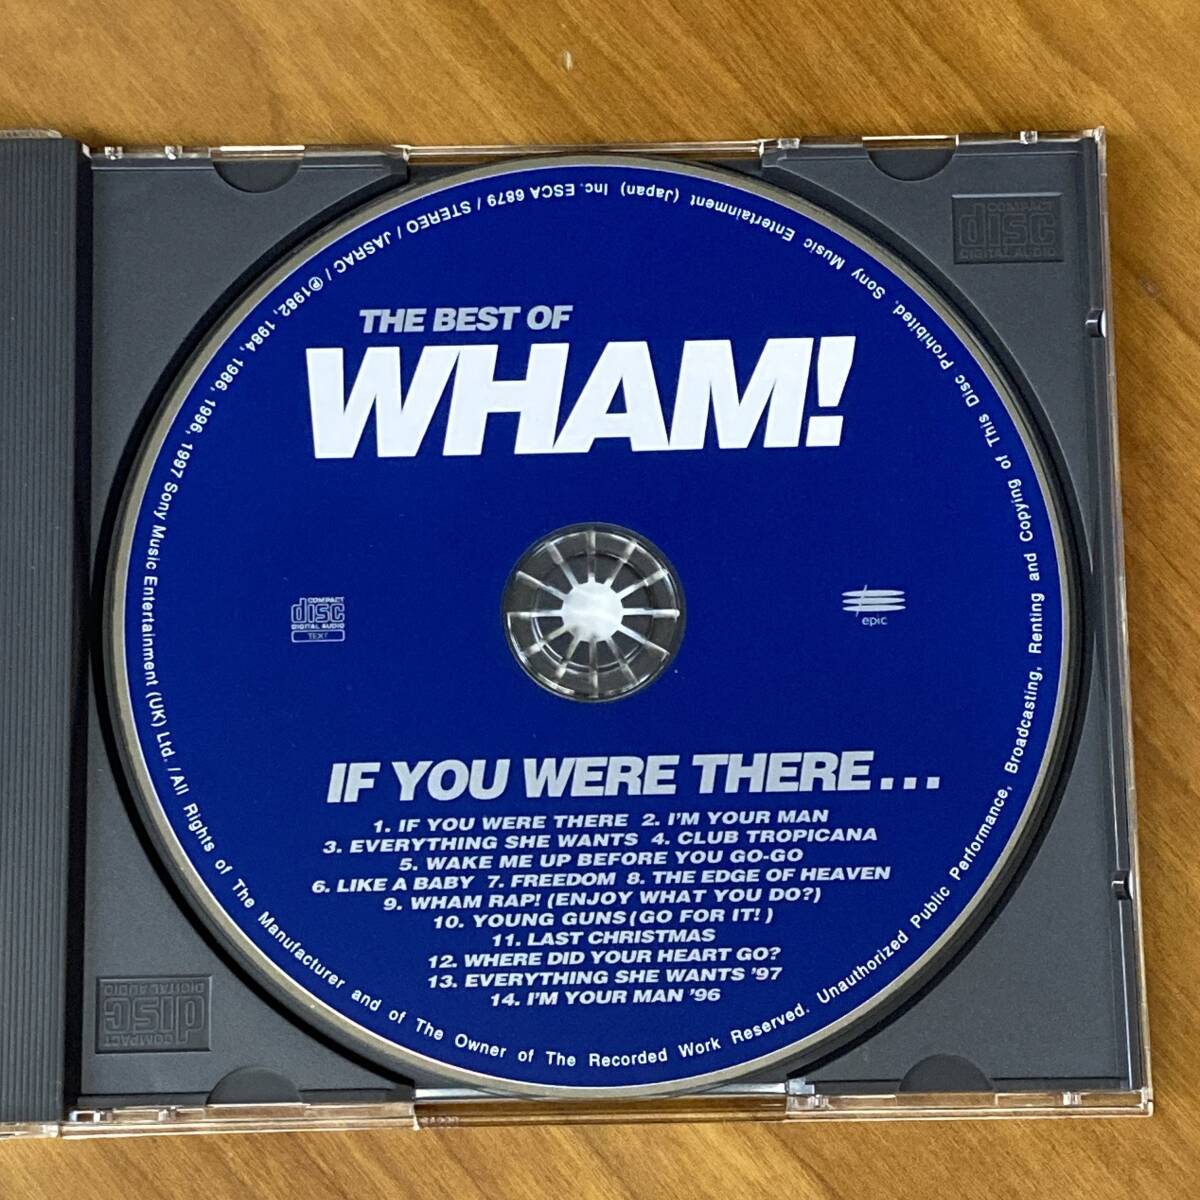 THE BEST OF
WHAM!
COMPACT
disc
DIGITAL AUDIO
TEXT
epic
IF YOU WERE THERE...
1. IF YOU WERE THERE 2. I'M YOUR MAN
3. EVERYTHING SHE WANTS 4. CLUB TROPICANA
5. WAKE ME UP BEFORE YOU GO-GO
6. LIKE A BABY 7. FREEDOM 8. THE EDGE OF HEAVEN
9. WHAM RAP! (ENJOY WHAT YOU DO?)
10. YOUNG GUNS (GO FOR IT!)
11. LAST CHRISTMAS
12. WHERE DID YOUR HEART GO?
13. EVERYTHING SHE WANTS '97
14. I'M YOUR MAN '96
℗1982, 1984, 1986, 1996, 1997 Sony Music Entertainment (UK) Ltd. / All Rights of The Manufacturer and of The Owner of The Recorded Work Reserved. Unauthorized Public Performance, Broadcasting, Renting and Copying of This Disc Prohibited. Sony Music Entertainment (Japan) Inc. ESCA 6879 / STEREO / JASRAC /
COMPACT
disc
DIGITAL AUDIO
COMPACT
disc
DIGITAL AUDIO